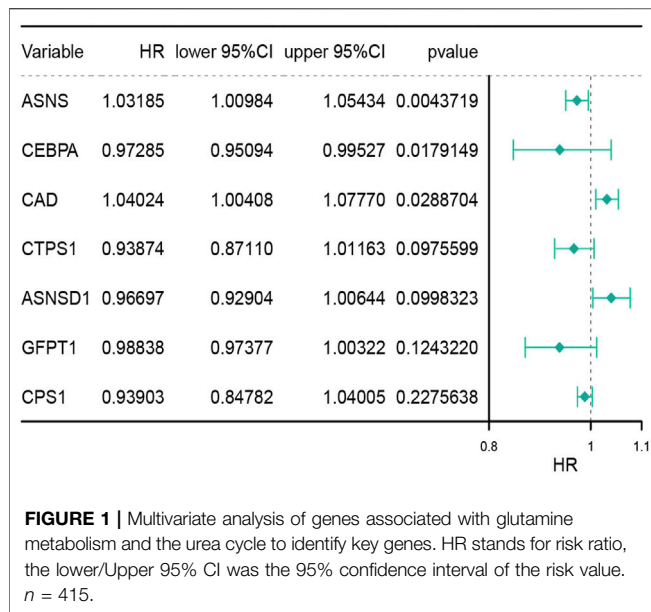 Variable HR lower 95%CI upper 95%CI pvalue
ASNS 1.03185 1.00984 1.05434 0.0043719
CEBPA 0.97285 0.95094 0.99527 0.0179149
CAD 1.04024 1.00408 1.07770 0.0288704
CTPS1 0.93874 0.87110 1.01163 0.0975599
ASNSD1 0.96697 0.92904 1.00644 0.0998323
GFPT1 0.98838 0.97377 1.00322 0.1243220
CPS1 0.93903 0.84782 1.04005 0.2275638
0.8 1 1.1
HR
FIGURE 1 | Multivariate analysis of genes associated with glutamine
metabolism and the urea cycle to identify key genes. HR stands for risk ratio,
the lower/Upper 95% CI was the 95% confidence interval of the risk value.
n = 415.